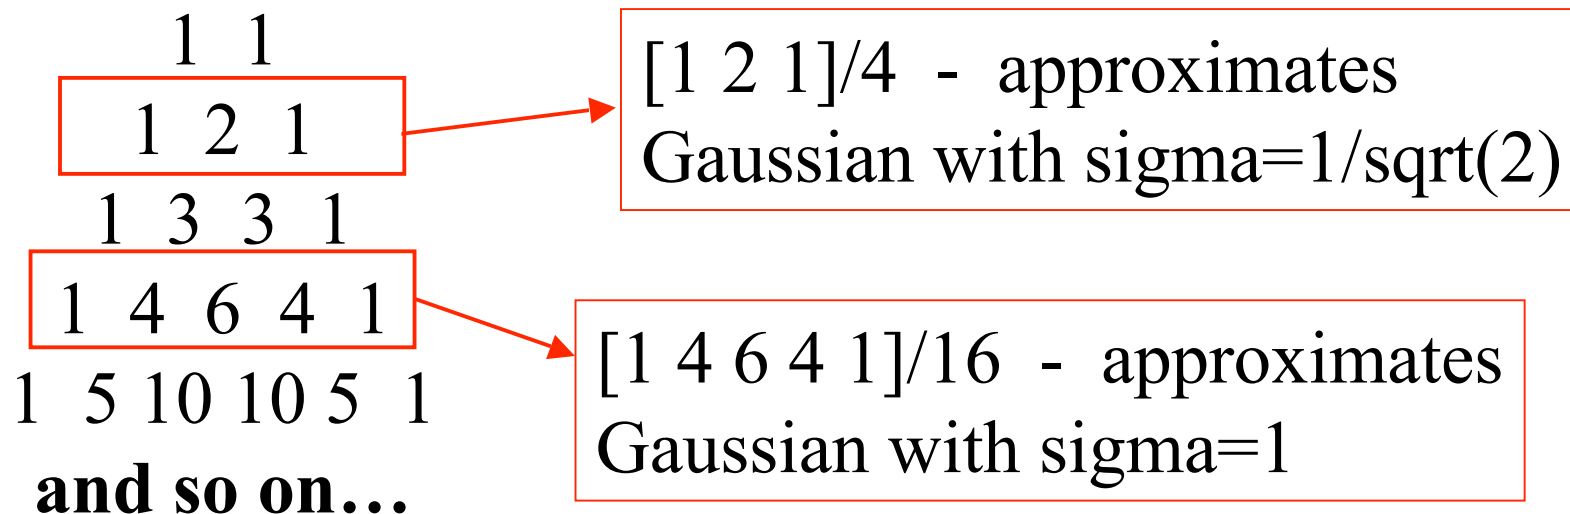 1 1
1 2 1
1 3 3 1
1 4 6 4 1
1 5 10 10 5 1
and so on…
[1 2 1]/4 - approximates
Gaussian with sigma=1/sqrt(2)
[1 4 6 4 1]/16 - approximates
Gaussian with sigma=1